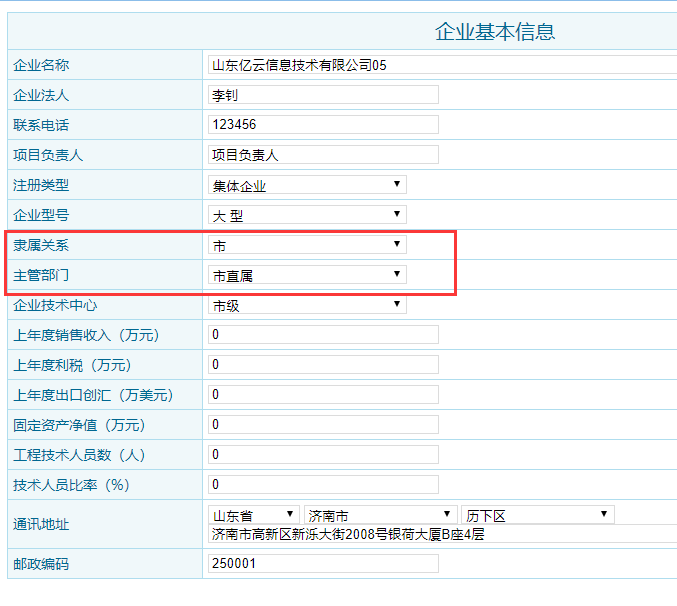 企业基本信息
企业名称 山东亿云信息技术有限公司05
企业法人 李钊
联系电话 123456
项目负责人 项目负责人
注册类型 集体企业
企业型号 大 型
隶属关系 市
主管部门 市直属
企业技术中心 市级
上年度销售收入（万元） 0
上年度利税（万元） 0
上年度出口创汇（万美元） 0
固定资产净值（万元） 0
工程技术人员数（人） 0
技术人员比率（%） 0
通讯地址 山东省 济南市 历下区
济南市高新区新泺大街2008号银荷大厦B座4层
邮政编码 250001